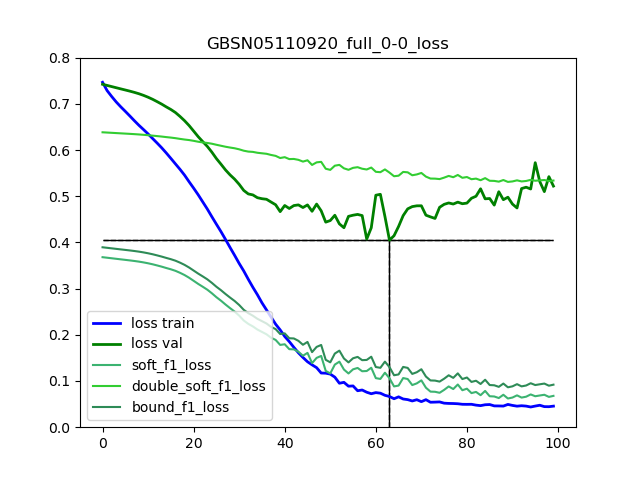 GBSN05110920_full_0-0_loss
0.8
0.7
0.6
0.5
0.4
0.3
0.2
0.1
0.0
loss train
loss val
soft_f1_loss
double_soft_f1_loss
bound_f1_loss
0 20 40 60 80 100